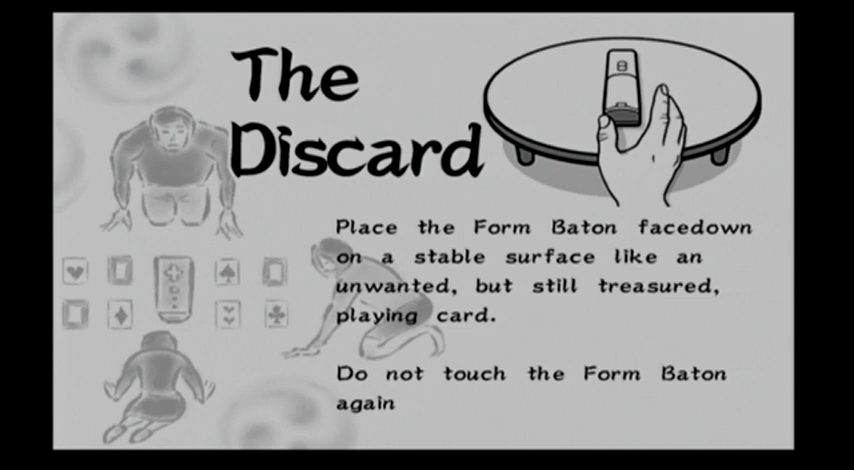 The
Discard
Place the Form Baton facedown
on a stable surface like an
unwanted, but still treasured,
playing card.
Do not touch the Form Baton
again